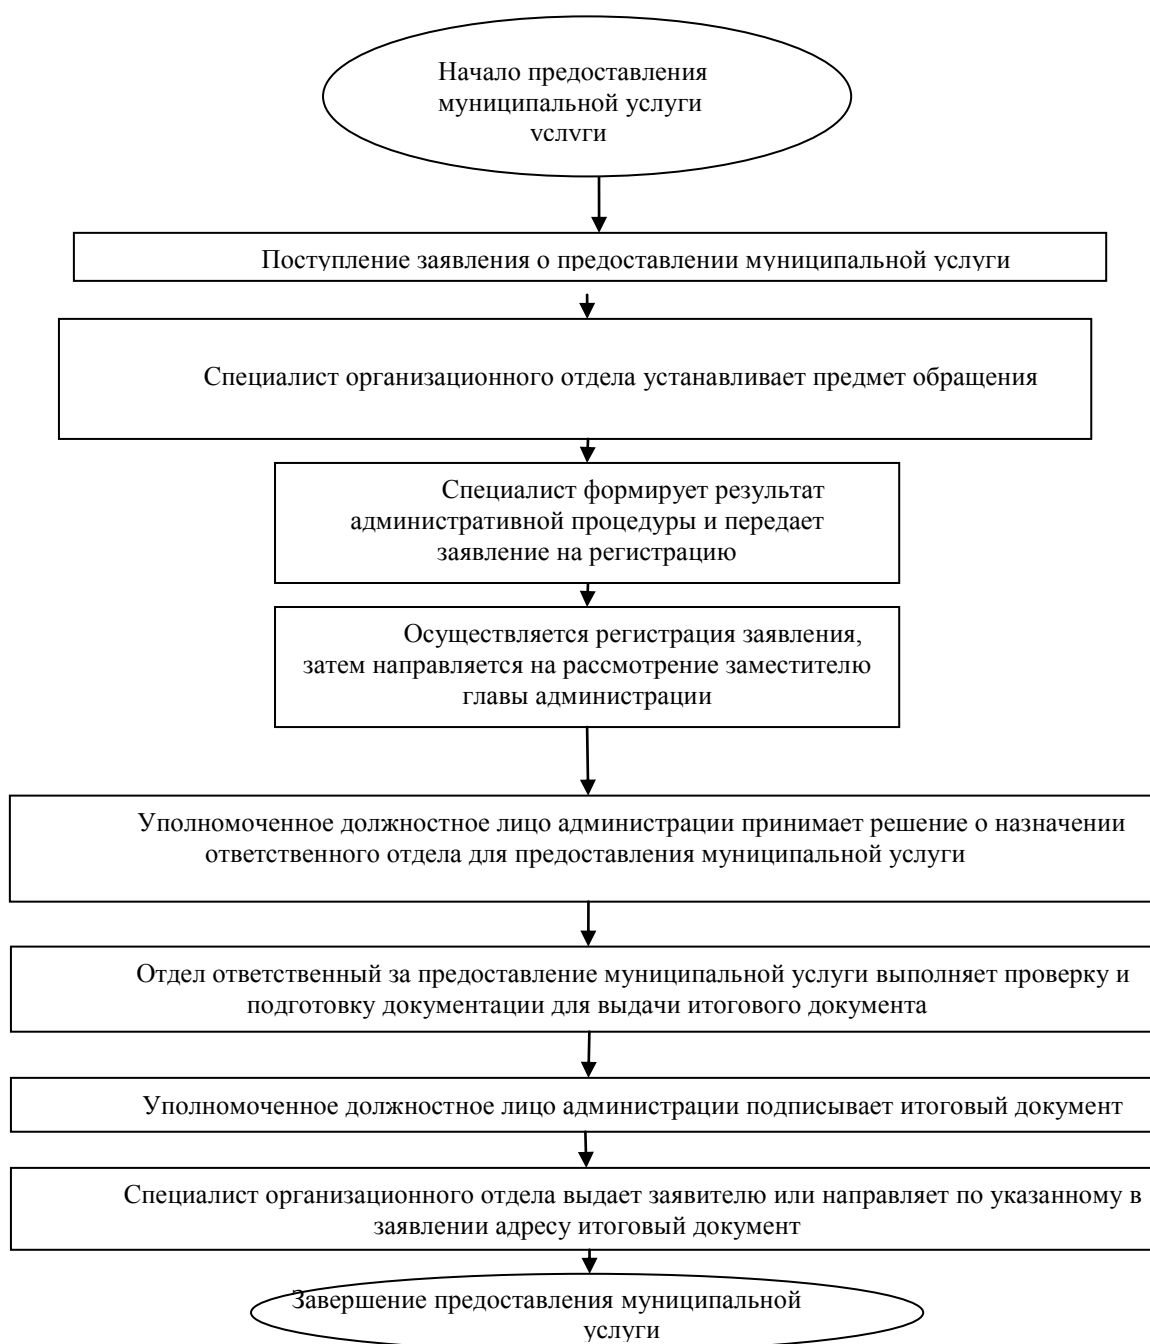 Начало предоставления
муниципальной услуги
услуги
Поступление заявления о предоставлении муниципальной услуги
Специалист организационного отдела устанавливает предмет обращения
Специалист формирует результат
административной процедуры и передает
заявление на регистрацию
Осуществляется регистрация заявления,
затем направляется на рассмотрение заместителю
главы администрации
Уполномоченное должностное лицо администрации принимает решение о назначении
ответственного отдела для предоставления муниципальной услуги
Отдел ответственный за предоставление муниципальной услуги выполняет проверку и
подготовку документации для выдачи итогового документа
Уполномоченное должностное лицо администрации подписывает итоговый документ
Специалист организационного отдела выдает заявителю или направляет по указанному в
заявлении адресу итоговый документ
Завершение предоставления муниципальной
услуги